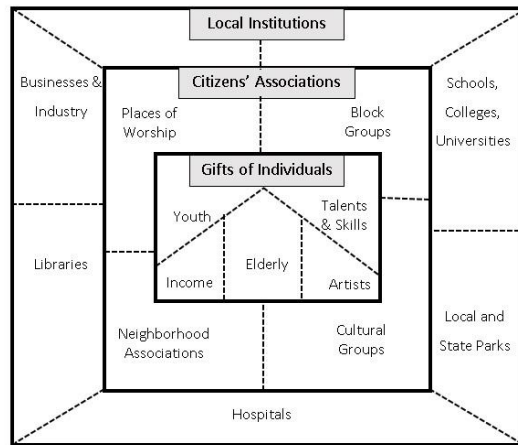 Local Institutions
Businesses &
Industry
Citizens' Associations
Schools,
Colleges,
Universities
Places of
Worship
Block
Groups
Gifts of Individuals
Youth
Talents
& Skills
Libraries
Income
Elderly
Artists
Neighborhood
Associations
Cultural
Groups
Local and
State Parks
Hospitals